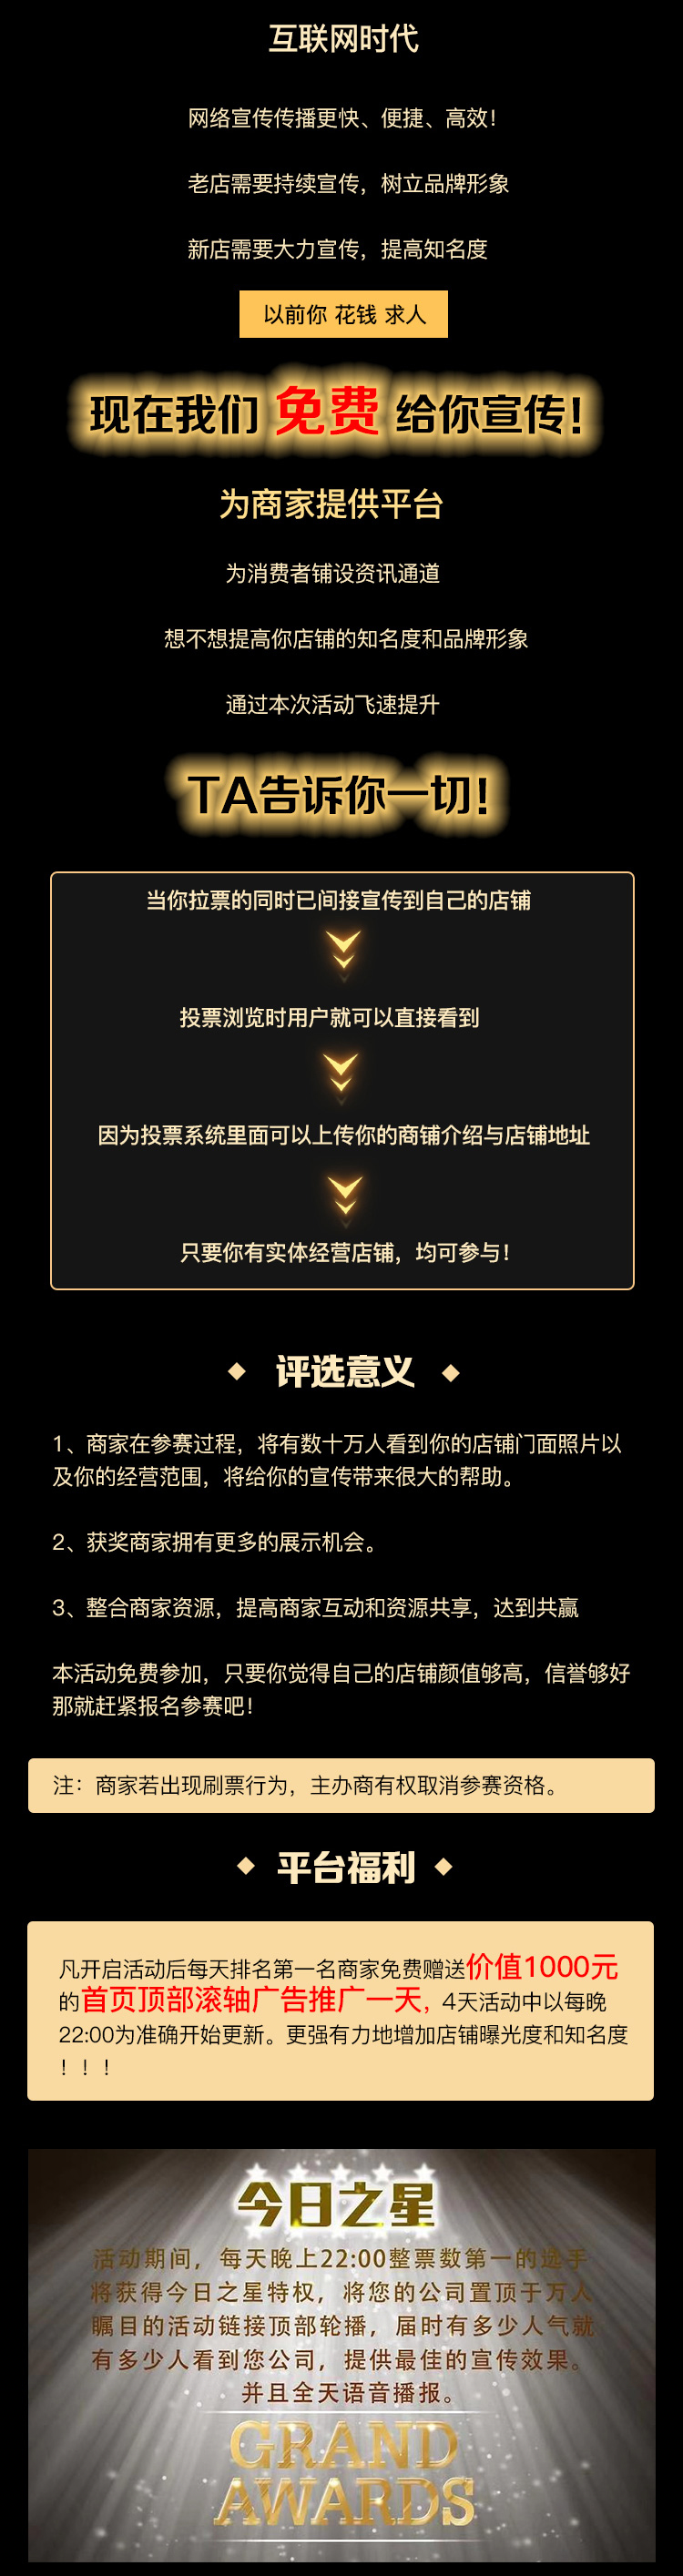 互联网时代
网络宣传传播更快、便捷、高效！
老店需要持续宣传，树立品牌形象
新店需要大力宣传，提高知名度
以前你 花钱 求人
现在我们 免费 给你宣传！
为商家提供平台
为消费者铺设资讯通道
想不想提高你店铺的知名度和品牌形象
通过本次活动飞速提升
TA告诉你一切！
当你拉票的同时已间接宣传到自己的店铺
投票浏览时用户就可以直接看到
因为投票系统里面可以上传你的商铺介绍与店铺地址
只要你有实体经营店铺，均可参与！
评选意义
1、商家在参赛过程，将有数十万人看到你的店铺门面照片以
及你的经营范围，将给你的宣传带来很大的帮助。
2、获奖商家拥有更多的展示机会。
3、整合商家资源，提高商家互动和资源共享，达到共赢
本活动免费参加，只要你觉得自己的店铺颜值够高，信誉够好
那就赶紧报名参赛吧！
注：商家若出现刷票行为，主办商有权取消参赛资格。
平台福利
凡开启活动后每天排名第一名商家免费赠送价值1000元
的首页顶部滚轴广告推广一天，4天活动中以每晚
22:00为准确开始更新。更强有力地增加店铺曝光度和知名度
！！！
今日之星
活动期间，每天晚上22:00整票数第一的选手
将获得今日之星特权，将您的公司置顶于万人
瞩目的活动链接顶部轮播，届时有多少人气就
有多少人看到您公司，提供最佳的宣传效果。
并且全天语音播报。
GRAND
AWARDS